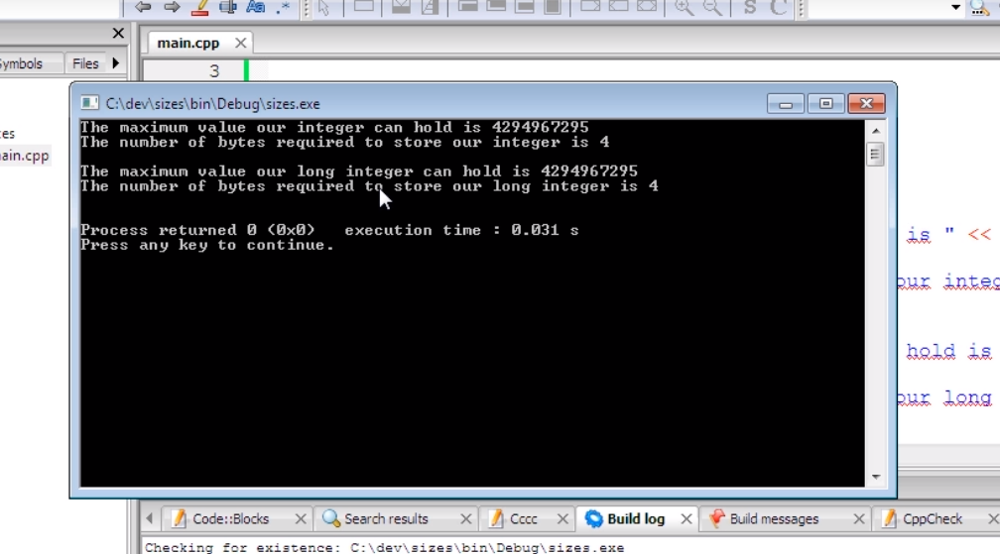 main.cpp
Symbols Files
3
C:\dev\sizes\bin\Debug\sizes.exe
The maximum value our integer can hold is 4294967295
The number of bytes required to store our integer is 4
The maximum value our long integer can hold is 4294967295
The number of bytes required to store our long integer is 4
Process returned 0 (0x0) execution time : 0.031 s
Press any key to continue.
ces
main.cpp
is " <<
our integ
hold is
our long
Code::Blocks Search results Cccc Build log Build messages CppCheck
Checking for existence: C:\dev\sizes\bin\Debug\sizes.exe